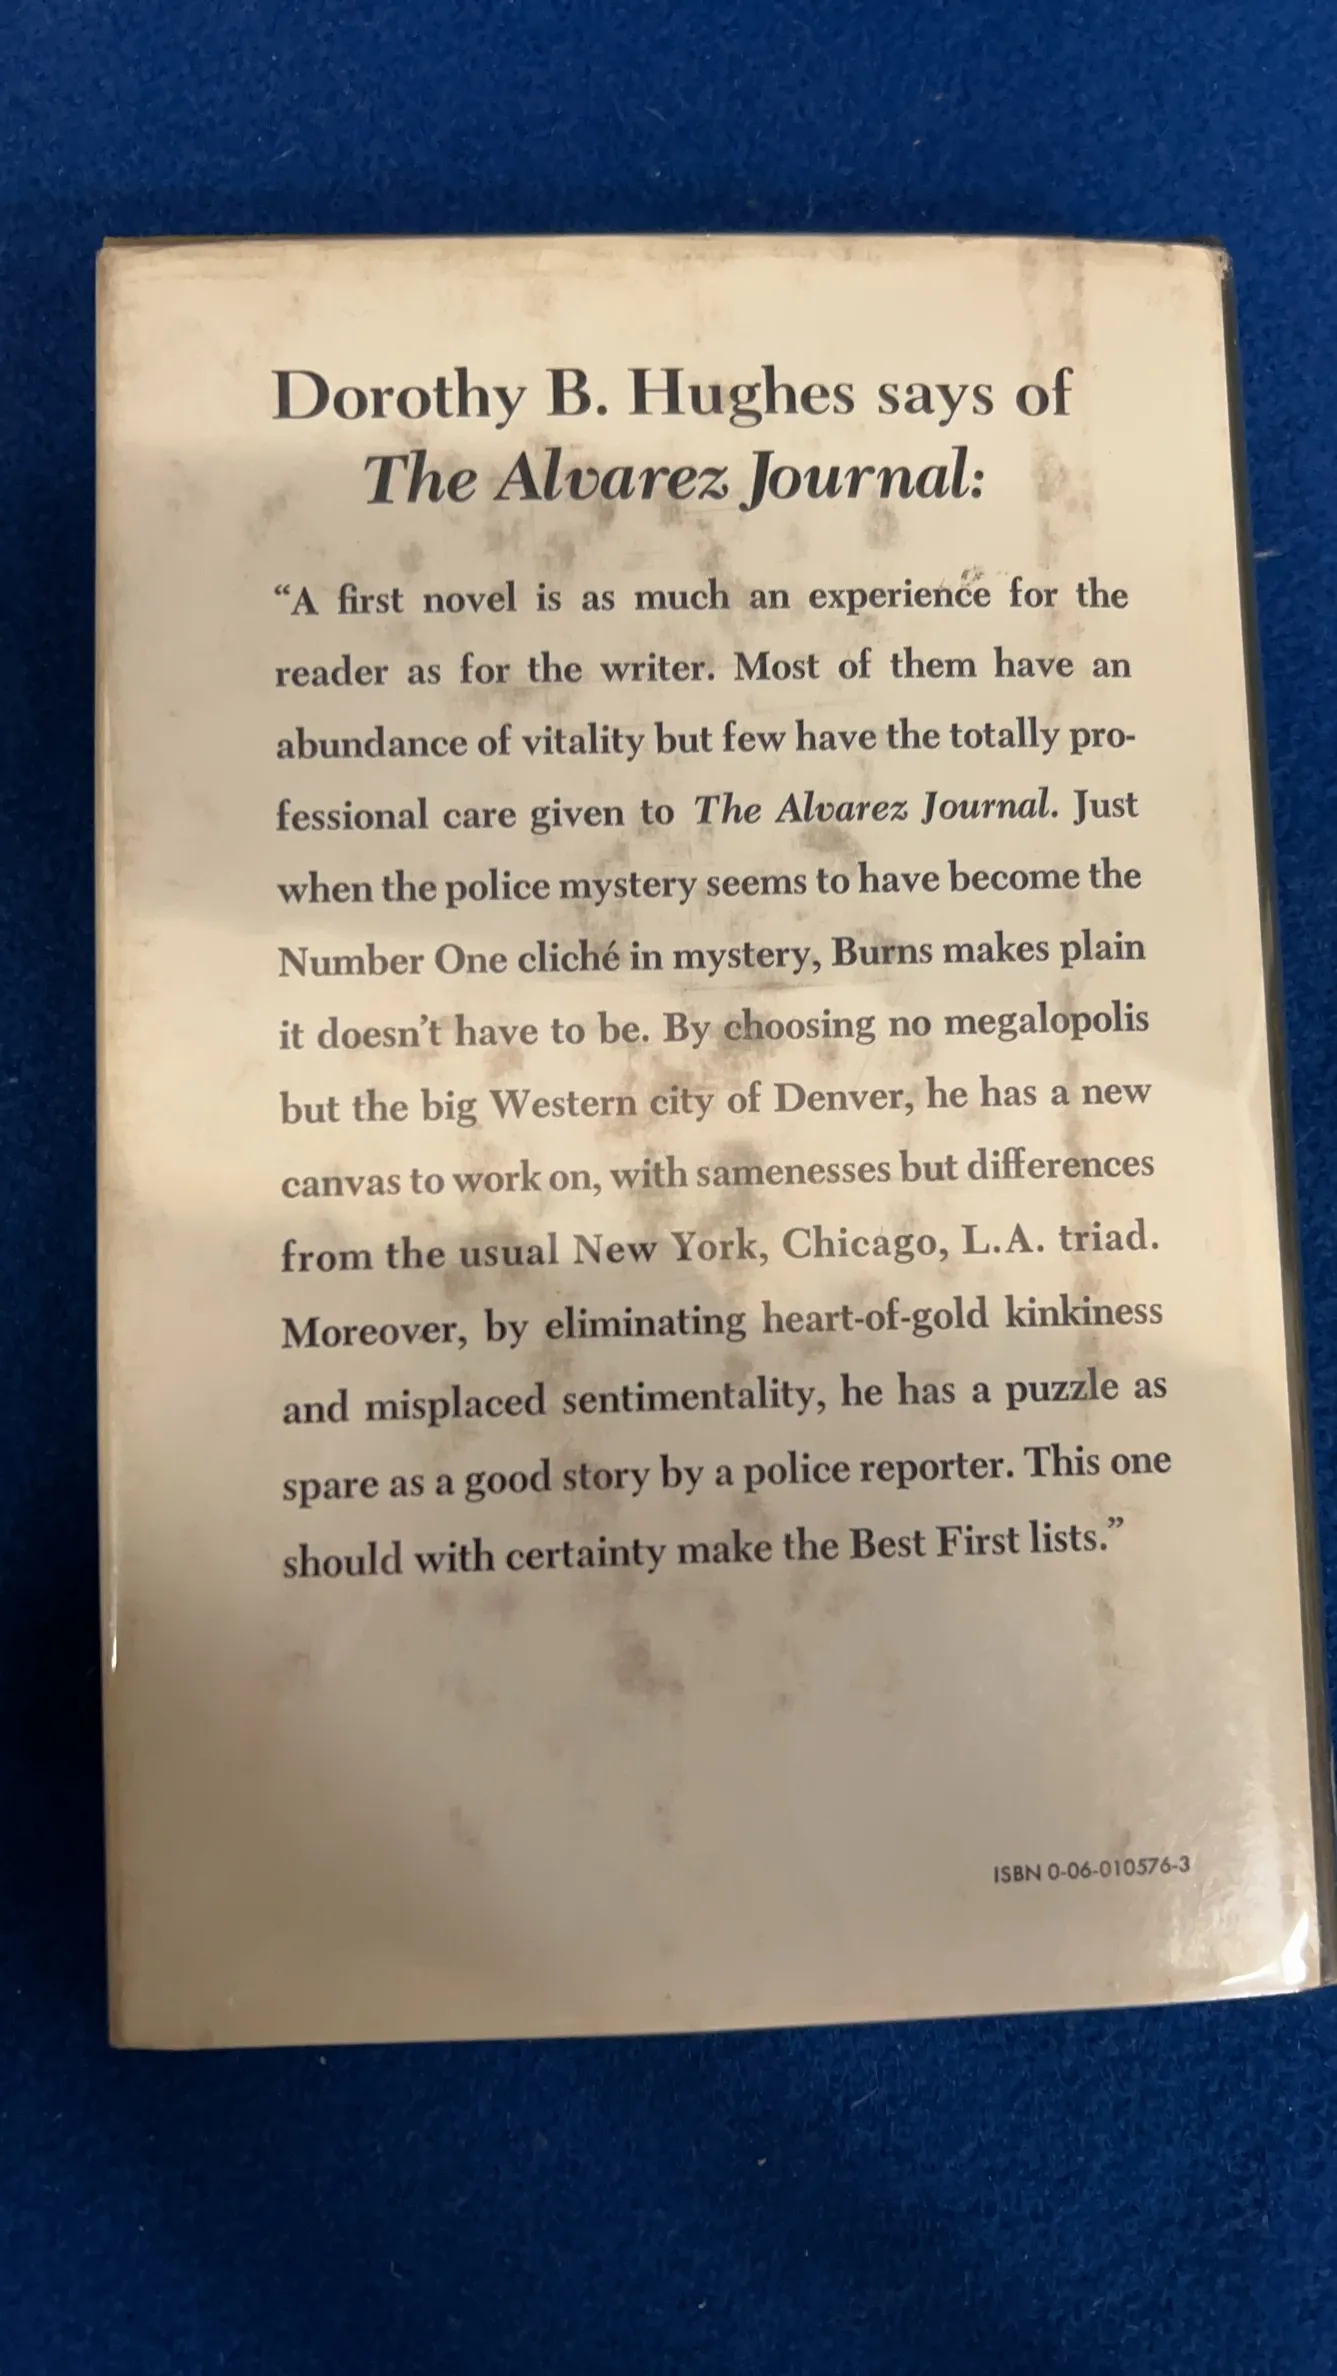 Dorothy B. Hughes says of
The Alvarez Journal:
“A first novel is as much an experience for the
reader as for the writer. Most of them have an
abundance of vitality but few have the totally pro-
fessional care given to The Alvarez Journal. Just
when the police mystery seems to have become the
Number One cliché in mystery, Burns makes plain
it doesn’t have to be. By choosing no megalopolis
but the big Western city of Denver, he has a new
canvas to work on, with samenesses but differences
from the usual New York, Chicago, L.A. triad.
Moreover, by eliminating heart-of-gold kinkiness
and misplaced sentimentality, he has a puzzle as
spare as a good story by a police reporter. This one
should with certainty make the Best First lists.”
ISBN 0-06-010576-3